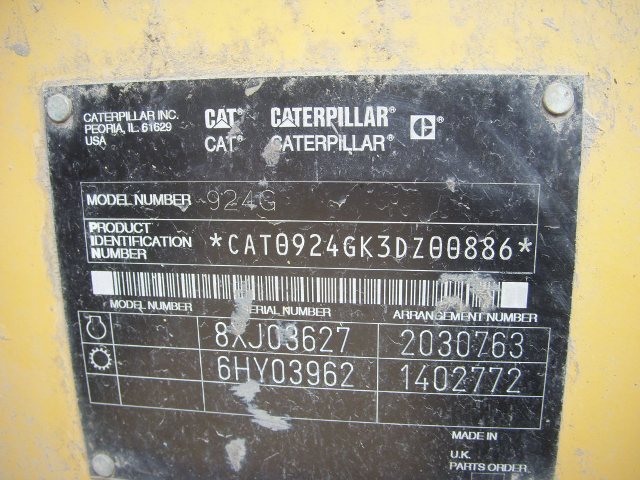 CATERPILLAR INC.
PEORIA, IL. 61629
USA
CAT® CATERPILLAR® C®
CAT® CATERPILLAR®
MODEL NUMBER 924G
PRODUCT
IDENTIFICATION
NUMBER
*CAT0924GK3DZ00886*
MODEL NUMBER SERIAL NUMBER ARRANGEMENT NUMBER
8XJ03627 2030763
6HY03962 1402772
MADE IN
U.K.
PARTS ORDER